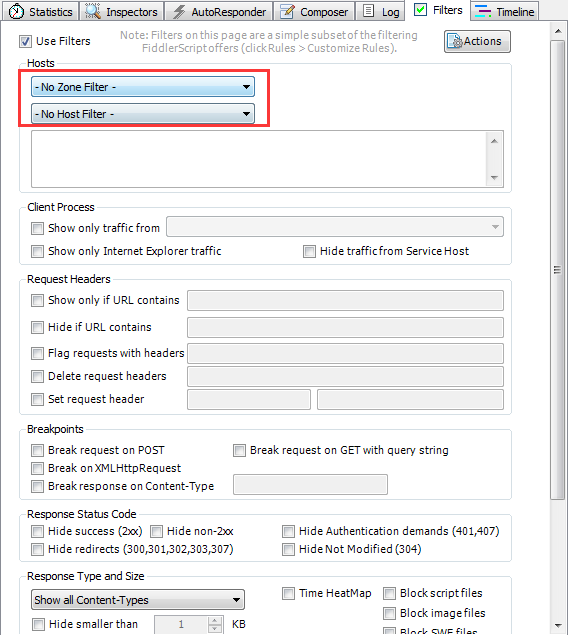 Statistics Inspectors AutoResponder Composer Log Filters Timeline
Use Filters
Note: Filters on this page are a simple subset of the filtering
FiddlerScript offers (click Rules > Customize Rules).
Actions
Hosts
- No Zone Filter -
- No Host Filter -
Client Process
Show only traffic from
Show only Internet Explorer traffic Hide traffic from Service Host
Request Headers
Show only if URL contains
Hide if URL contains
Flag requests with headers
Delete request headers
Set request header
Breakpoints
Break request on POST Break request on GET with query string
Break on XMLHttpRequest
Break response on Content-Type
Response Status Code
Hide success (2xx) Hide non-2xx Hide Authentication demands (401,407)
Hide redirects (300,301,302,303,307) Hide Not Modified (304)
Response Type and Size
Show all Content-Types Time HeatMap Block script files
Block image files
Hide smaller than 1 KB Block SWF files